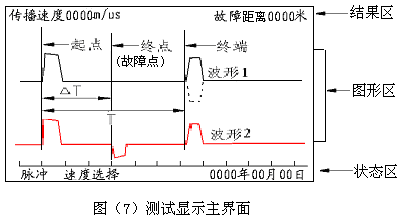 传播速度0000m/us 故障距离0000米 结果区
起点 终点 终端
(故障点)
波形1
△T
图形区
T
波形2
脉冲 速度选择 0000年00月00日 状态区
图（7）测试显示主界面